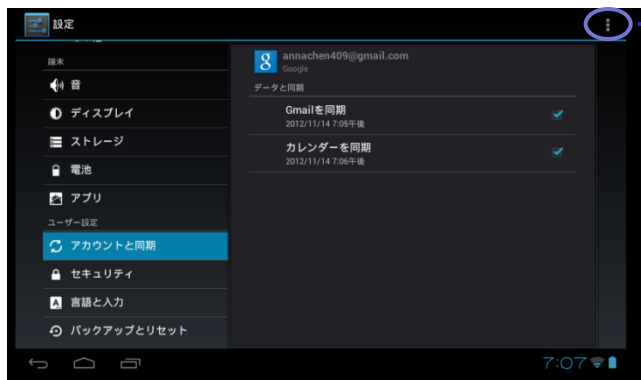 設定
端末
音
ディスプレイ
ストレージ
電池
アプリ
ユーザー設定
アカウントと同期
セキュリティ
言語と入力
バックアップとリセット
annachen409@gmail.com
Google
データと同期
Gmailを同期
2012/11/14 7:05午後
カレンダーを同期
2012/11/14 7:06午後
7:07